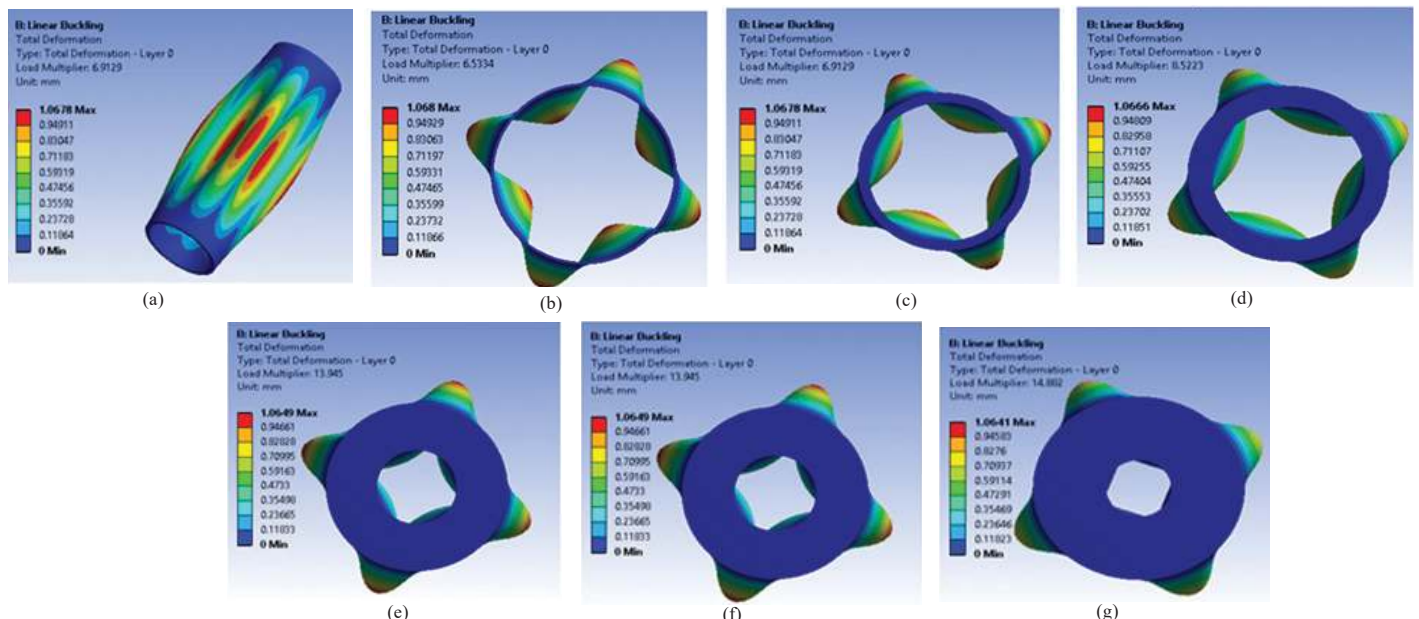 B: Linear Buckling
Total Deformation
Type: Total Deformation - Layer 0
Load Multiplier: 6.9129
Unit: mm
1.0678 Max
0.94911
0.83047
0.71183
0.59319
0.47456
0.35592
0.23728
0.11864
0 Min
(a)
B: Linear Buckling
Total Deformation
Type: Total Deformation - Layer 0
Load Multiplier: 6.5334
Unit: mm
1.068 Max
0.94929
0.83063
0.71197
0.59331
0.47465
0.35599
0.23732
0.11866
0 Min
(b)
B: Linear Buckling
Total Deformation
Type: Total Deformation - Layer 0
Load Multiplier: 6.9129
Unit: mm
1.0678 Max
0.94911
0.83047
0.71183
0.59319
0.47456
0.35592
0.23728
0.11864
0 Min
(c)
B: Linear Buckling
Total Deformation
Type: Total Deformation - Layer 0
Load Multiplier: 8.5223
Unit: mm
1.0666 Max
0.94809
0.82958
0.71107
0.59255
0.47404
0.35553
0.23702
0.11851
0 Min
(d)
B: Linear Buckling
Total Deformation
Type: Total Deformation - Layer 0
Load Multiplier: 13.945
Unit: mm
1.0649 Max
0.94661
0.82828
0.70995
0.59163
0.4733
0.35498
0.23665
0.11833
0 Min
(e)
B: Linear Buckling
Total Deformation
Type: Total Deformation - Layer 0
Load Multiplier: 13.945
Unit: mm
1.0649 Max
0.94661
0.82828
0.70995
0.59163
0.4733
0.35498
0.23665
0.11833
0 Min
(f)
B: Linear Buckling
Total Deformation
Type: Total Deformation - Layer 0
Load Multiplier: 14.882
Unit: mm
1.0641 Max
0.94583
0.8276
0.70937
0.59114
0.47291
0.35469
0.23646
0.11823
0 Min
(g)